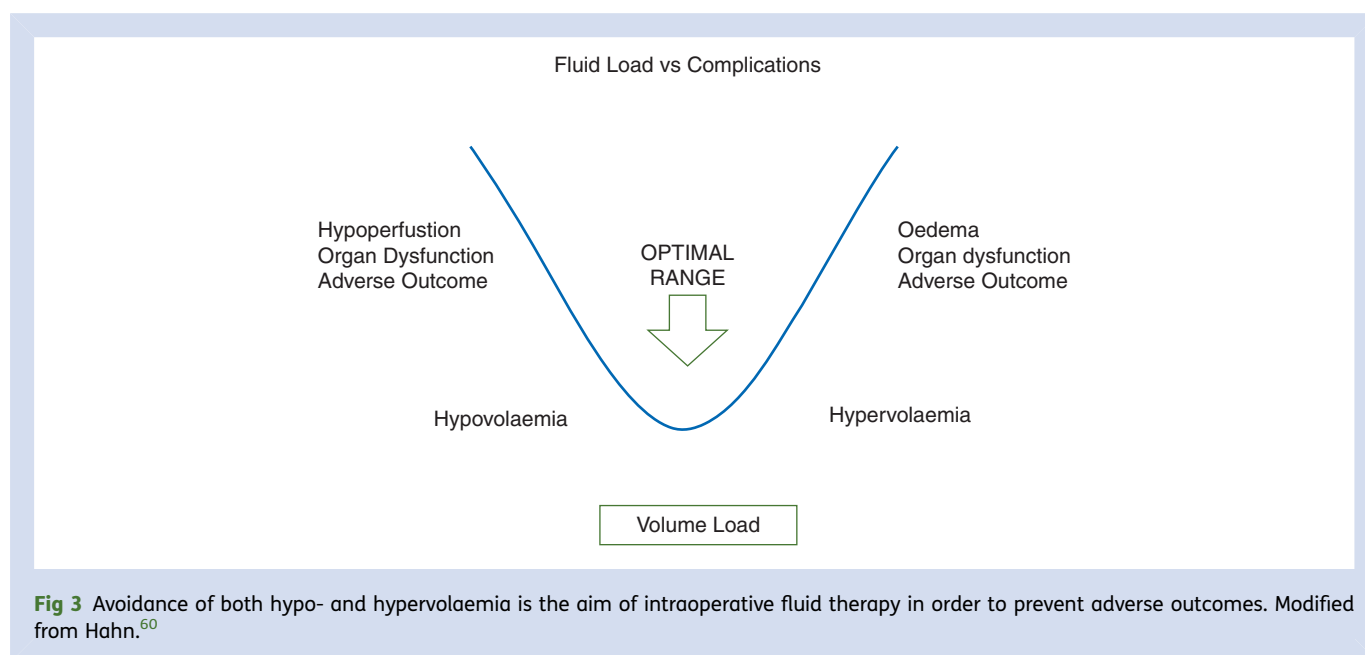 Fluid Load vs Complications
Hypoperfustion
Organ Dysfunction
Adverse Outcome
OPTIMAL
RANGE
Oedema
Organ dysfunction
Adverse Outcome
Hypovolaemia
Hypervolaemia
Volume Load
Fig 3 Avoidance of both hypo- and hypervolaemia is the aim of intraoperative fluid therapy in order to prevent adverse outcomes. Modified
from Hahn.60